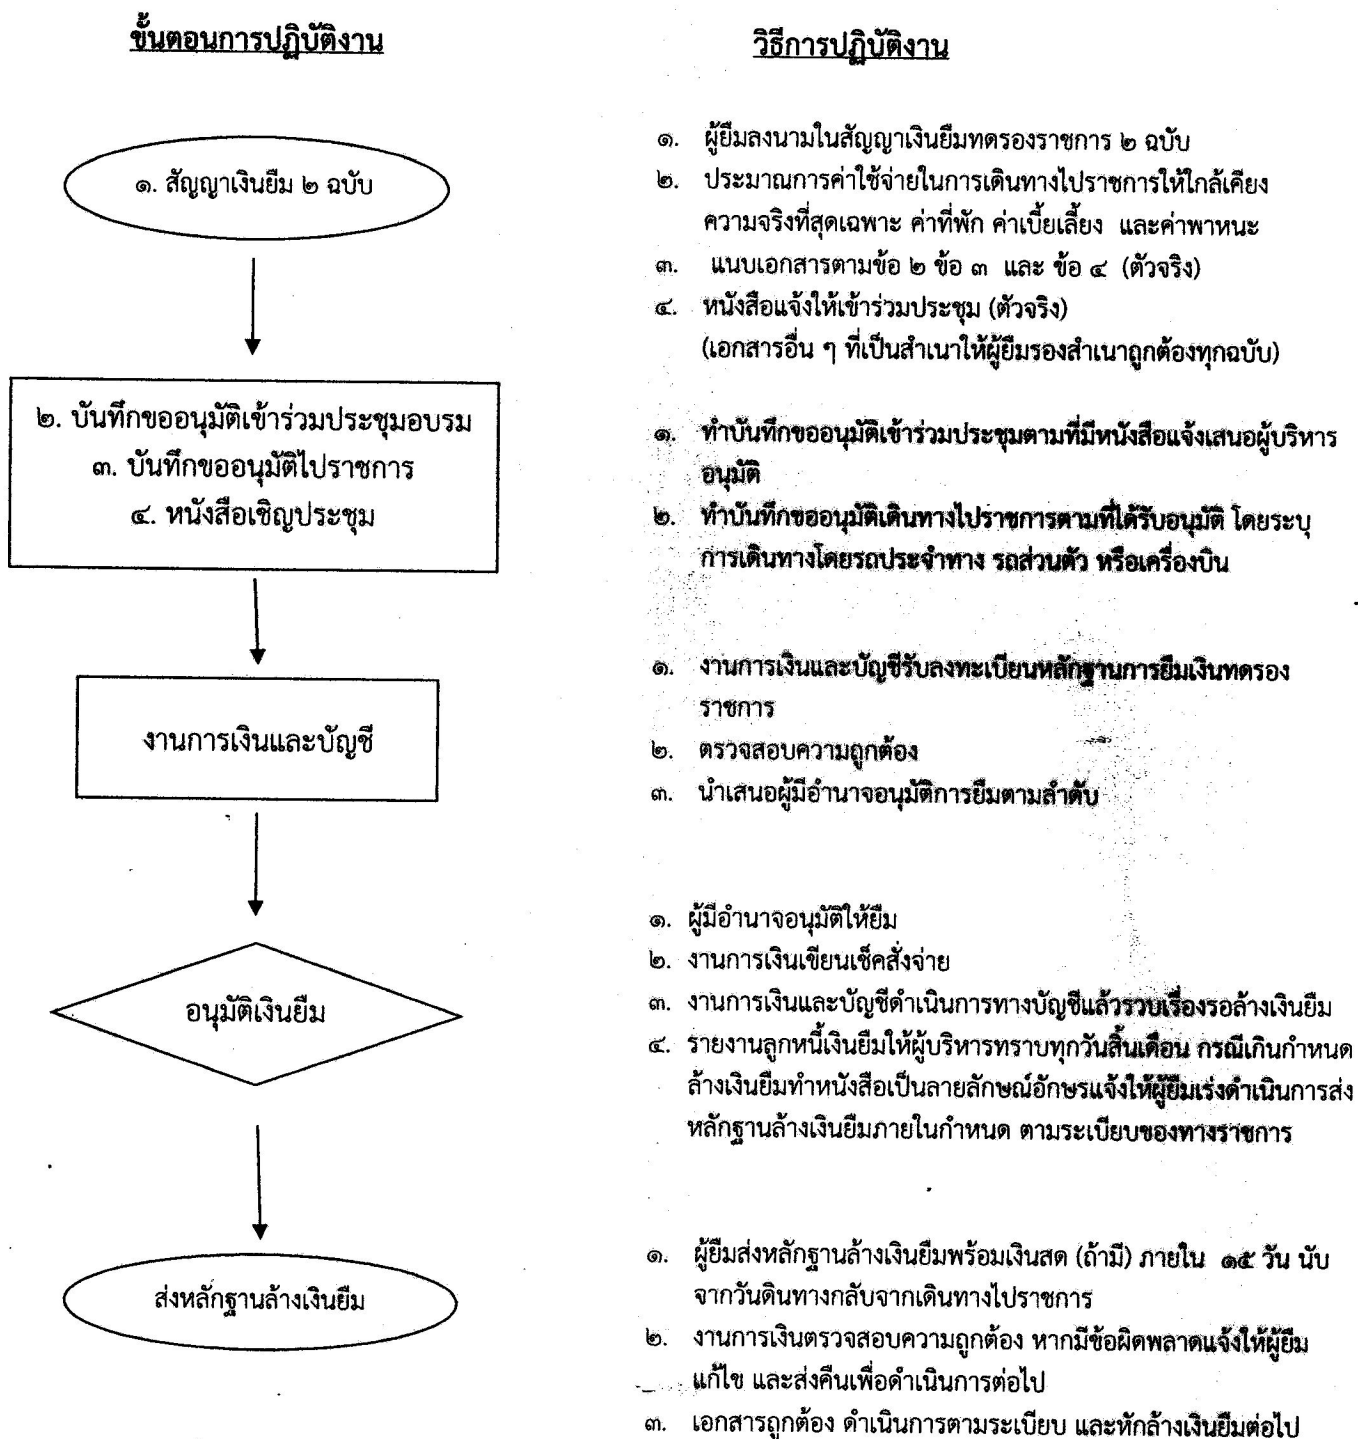 ขั้นตอนการปฏิบัติงาน
วิธีการปฏิบัติงาน
๑. สัญญาเงินยืม ๒ ฉบับ
๑. ผู้ยืมลงนามในสัญญาเงินยืมทดรองราชการ ๒ ฉบับ
๒. ประมาณการค่าใช้จ่ายในการเดินทางไปราชการให้ใกล้เคียง
ความจริงที่สุดเฉพาะ ค่าที่พัก ค่าเบี้ยเลี้ยง และค่าพาหนะ
๓. แนบเอกสารตามข้อ ๒ ข้อ ๓ และ ข้อ ๔ (ตัวจริง)
๔. หนังสือแจ้งให้เข้าร่วมประชุม (ตัวจริง)
(เอกสารอื่น ๆ ที่เป็นสำเนาให้ผู้ยืมรองสำเนาถูกต้องทุกฉบับ)
๒. บันทึกขออนุมัติเข้าร่วมประชุมอบรม
๓. บันทึกขออนุมัติไปราชการ
๔. หนังสือเชิญประชุม
๑. ทำบันทึกขออนุมัติเข้าร่วมประชุมตามที่มีหนังสือแจ้งเสนอผู้บริหาร
อนุมัติ
๒. ทำบันทึกขออนุมัติเดินทางไปราชการตามที่ได้รับอนุมัติ โดยระบุ
การเดินทางโดยรถประจำทาง รถส่วนตัว หรือเครื่องบิน
งานการเงินและบัญชี
๑. งานการเงินและบัญชีรับลงทะเบียนหลักฐานการยืมเงินทดรอง
ราชการ
๒. ตรวจสอบความถูกต้อง
๓. นำเสนอผู้มีอำนาจอนุมัติการยืมตามลำดับ
อนุมัติเงินยืม
๑. ผู้มีอำนาจอนุมัติให้ยืม
๒. งานการเงินเขียนเช็คสั่งจ่าย
๓. งานการเงินและบัญชีดำเนินการทางบัญชีแล้วรวบเรื่องรอล้างเงินยืม
๔. รายงานลูกหนี้เงินยืมให้ผู้บริหารทราบทุกวันสิ้นเดือน กรณีเกินกำหนด
ล้างเงินยืมทำหนังสือเป็นลายลักษณ์อักษรแจ้งให้ผู้ยืมเร่งดำเนินการส่ง
หลักฐานล้างเงินยืมภายในกำหนด ตามระเบียบของทางราชการ
ส่งหลักฐานล้างเงินยืม
๑. ผู้ยืมส่งหลักฐานล้างเงินยืมพร้อมเงินสด (ถ้ามี) ภายใน ๑๕ วัน นับ
จากวันดินทางกลับจากเดินทางไปราชการ
๒. งานการเงินตรวจสอบความถูกต้อง หากมีข้อผิดพลาดแจ้งให้ผู้ยืม
แก้ไข และส่งคืนเพื่อดำเนินการต่อไป
๓. เอกสารถูกต้อง ดำเนินการตามระเบียบ และหักล้างเงินยืมต่อไป